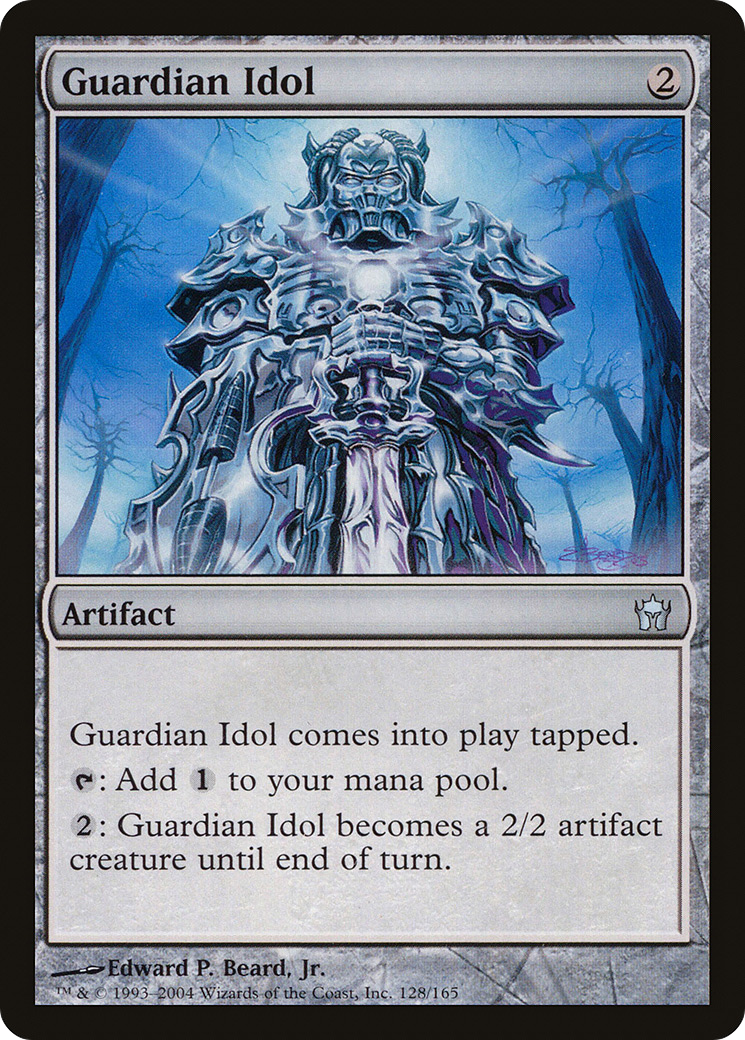 Guardian Idol 2
Artifact
Guardian Idol comes into play tapped.
: Add 1 to your mana pool.
2: Guardian Idol becomes a 2/2 artifact
creature until end of turn.
Edward P. Beard, Jr.
™ & © 1993–2004 Wizards of the Coast, Inc. 128/165